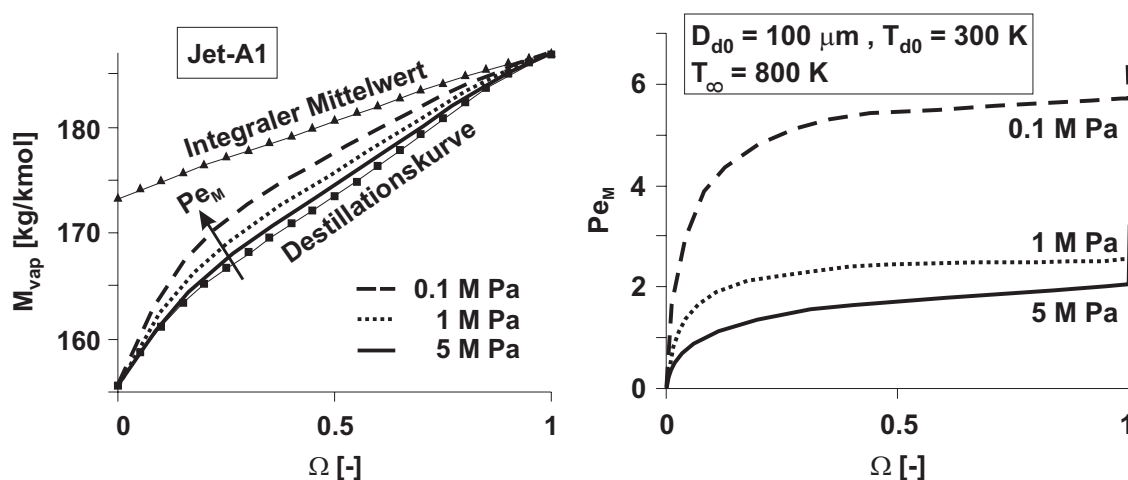 Jet-A1
M_vap [kg/kmol]
180
170
160
Integraler Mittelwert
Pe_M
Destillationskurve
0.1 M Pa
1 M Pa
5 M Pa
0
0.5
1
Ω [-]
D_d0 = 100 μm , T_d0 = 300 K
T_∞ = 800 K
Pe_M
6
4
2
0
0.1 M Pa
1 M Pa
5 M Pa
0
0.5
1
Ω [-]